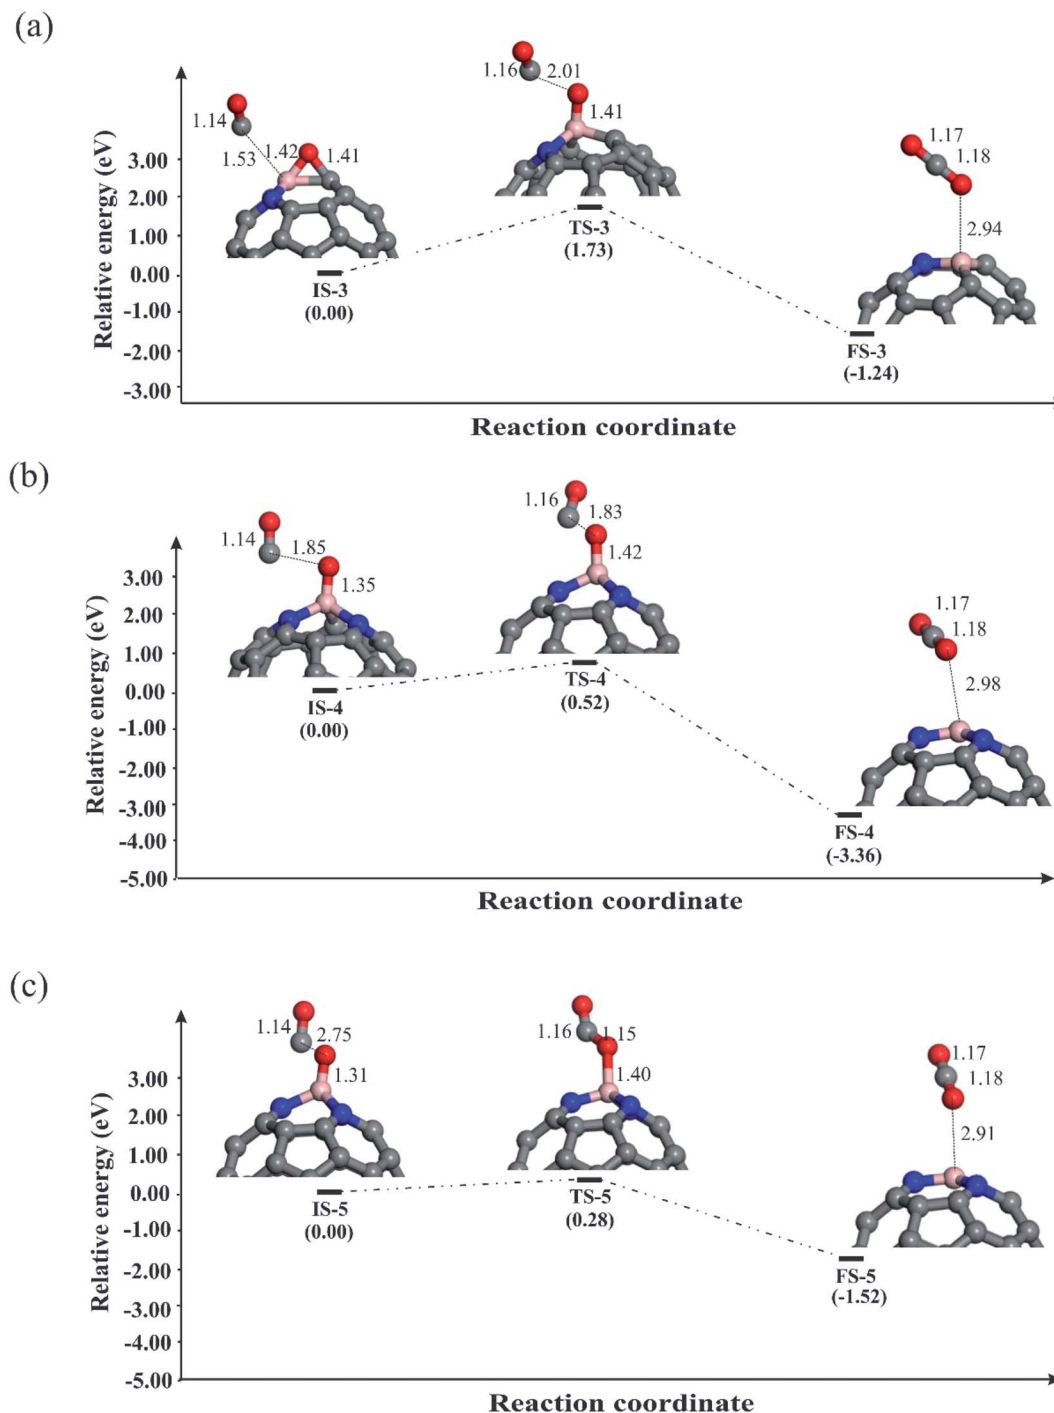 (a)
1.16 2.01
1.14
1.41
3.00
1.53 1.42 1.41
1.17
1.18
2.00
1.00
0.00
-1.00
-2.00
-3.00
Relative energy (eV)
2.94
TS-3
(1.73)
IS-3
(0.00)
FS-3
(-1.24)
Reaction coordinate
(b)
1.16
1.83
1.14 1.85
1.42
3.00
1.35
2.00
1.17
1.18
1.00
0.00
-1.00
-2.00
-3.00
-4.00
-5.00
Relative energy (eV)
2.98
TS-4
(0.52)
IS-4
(0.00)
FS-4
(-3.36)
Reaction coordinate
(c)
1.14 2.75
1.16 1.15
1.17
1.18
3.00
1.31
1.40
2.00
1.00
0.00
-1.00
-2.00
-3.00
-4.00
-5.00
Relative energy (eV)
2.91
IS-5
(0.00)
TS-5
(0.28)
FS-5
(-1.52)
Reaction coordinate